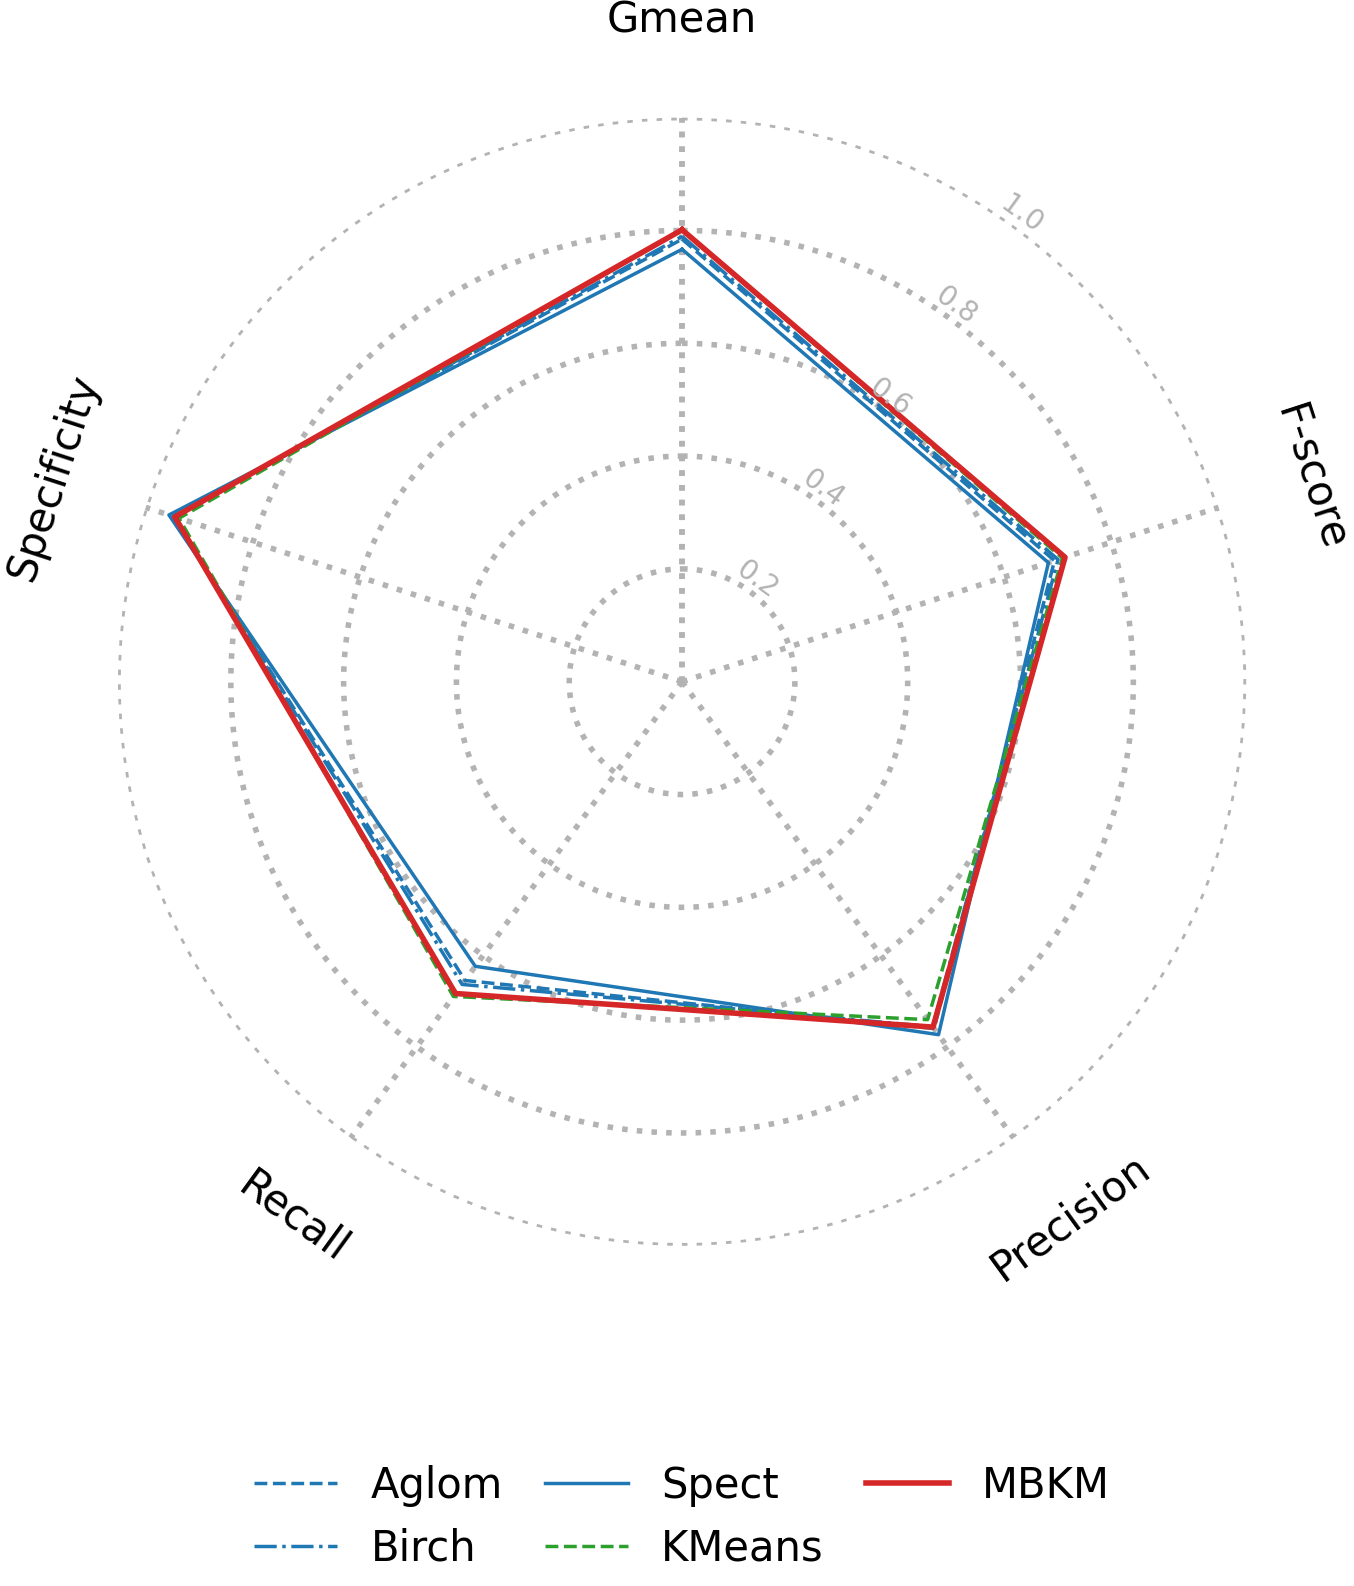 Gmean
1.0
0.8
F-score
Specificity
0.6
0.4
0.2
Recall
Precision
Aglom
Spect
MBKM
Birch
KMeans